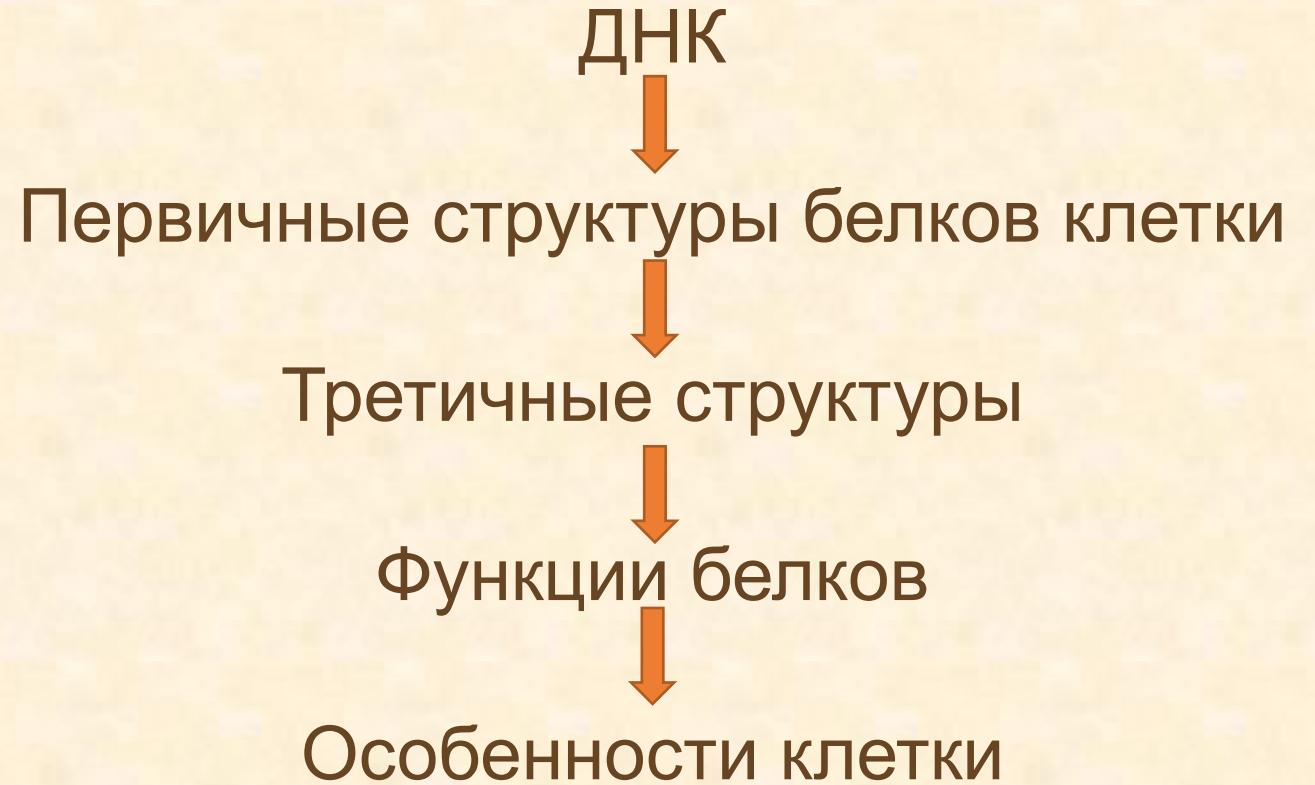 ДНК
Первичные структуры белков клетки
Третичные структуры
Функции белков
Особенности клетки